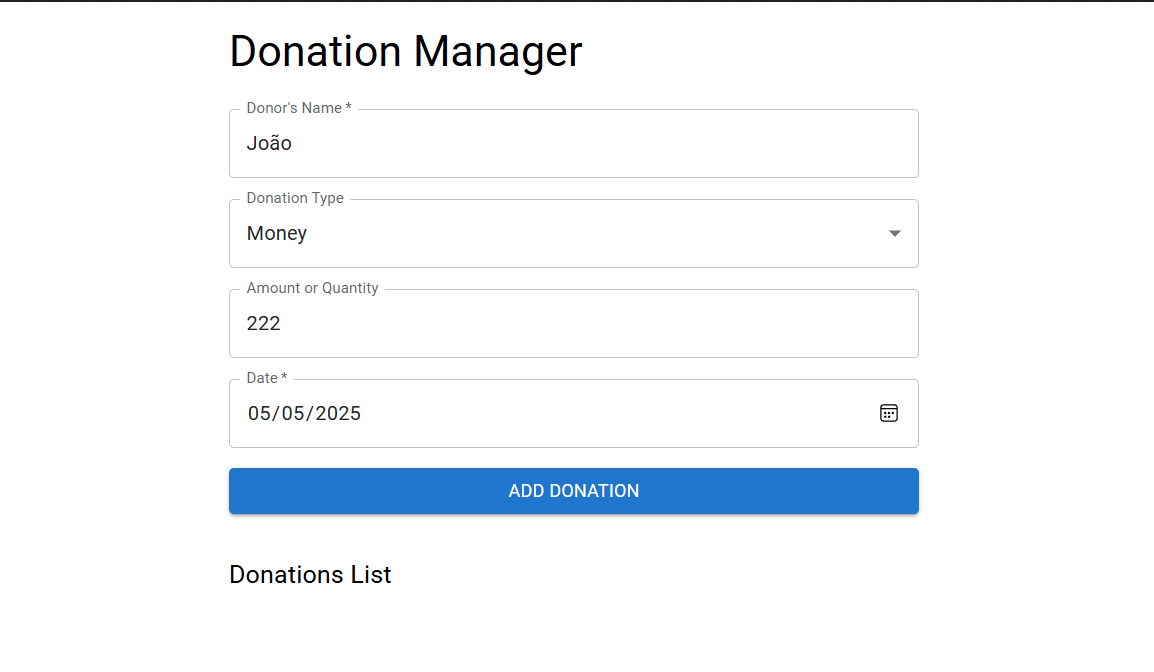 Donation Manager
Donor's Name *
João
Donation Type
Money
Amount or Quantity
222
Date *
05/05/2025
ADD DONATION
Donations List